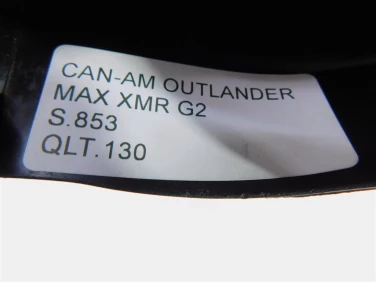 CAN-AM OUTLANDER
MAX XMR G2
S.853
QLT.130